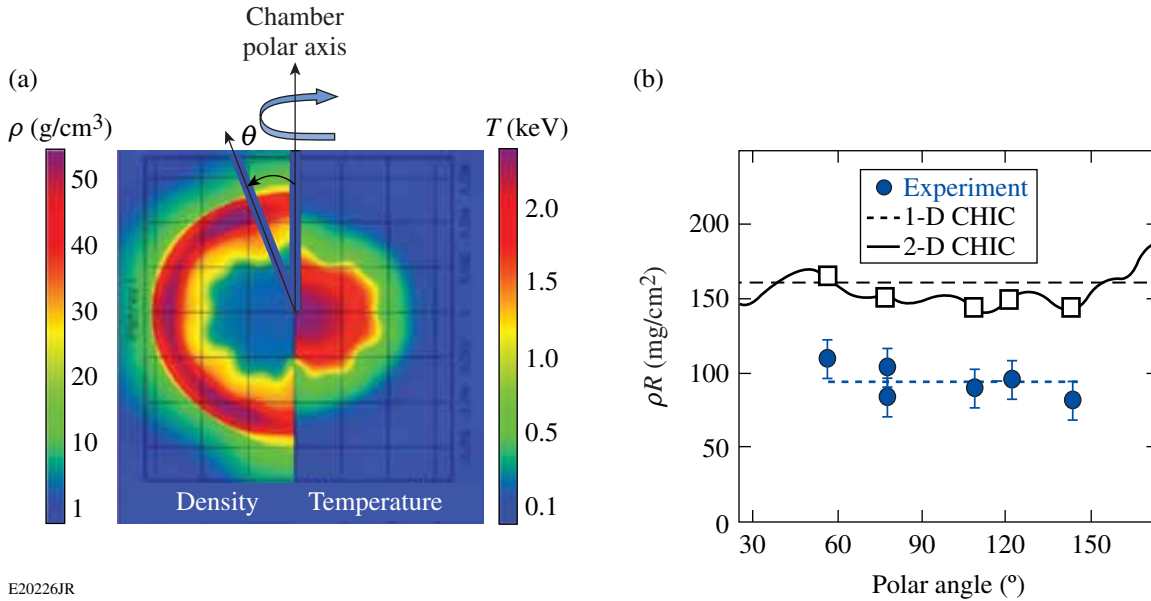 Chamber
polar axis
(a)
ρ (g/cm³)
θ
T (keV)
50
40
30
20
10
1
2.0
1.5
1.0
0.5
0.1
Density
Temperature
E20226JR
(b)
Experiment
1-D CHIC
2-D CHIC
ρR (mg/cm2)
200
150
100
50
0
30
60
90
120
150
Polar angle (°)